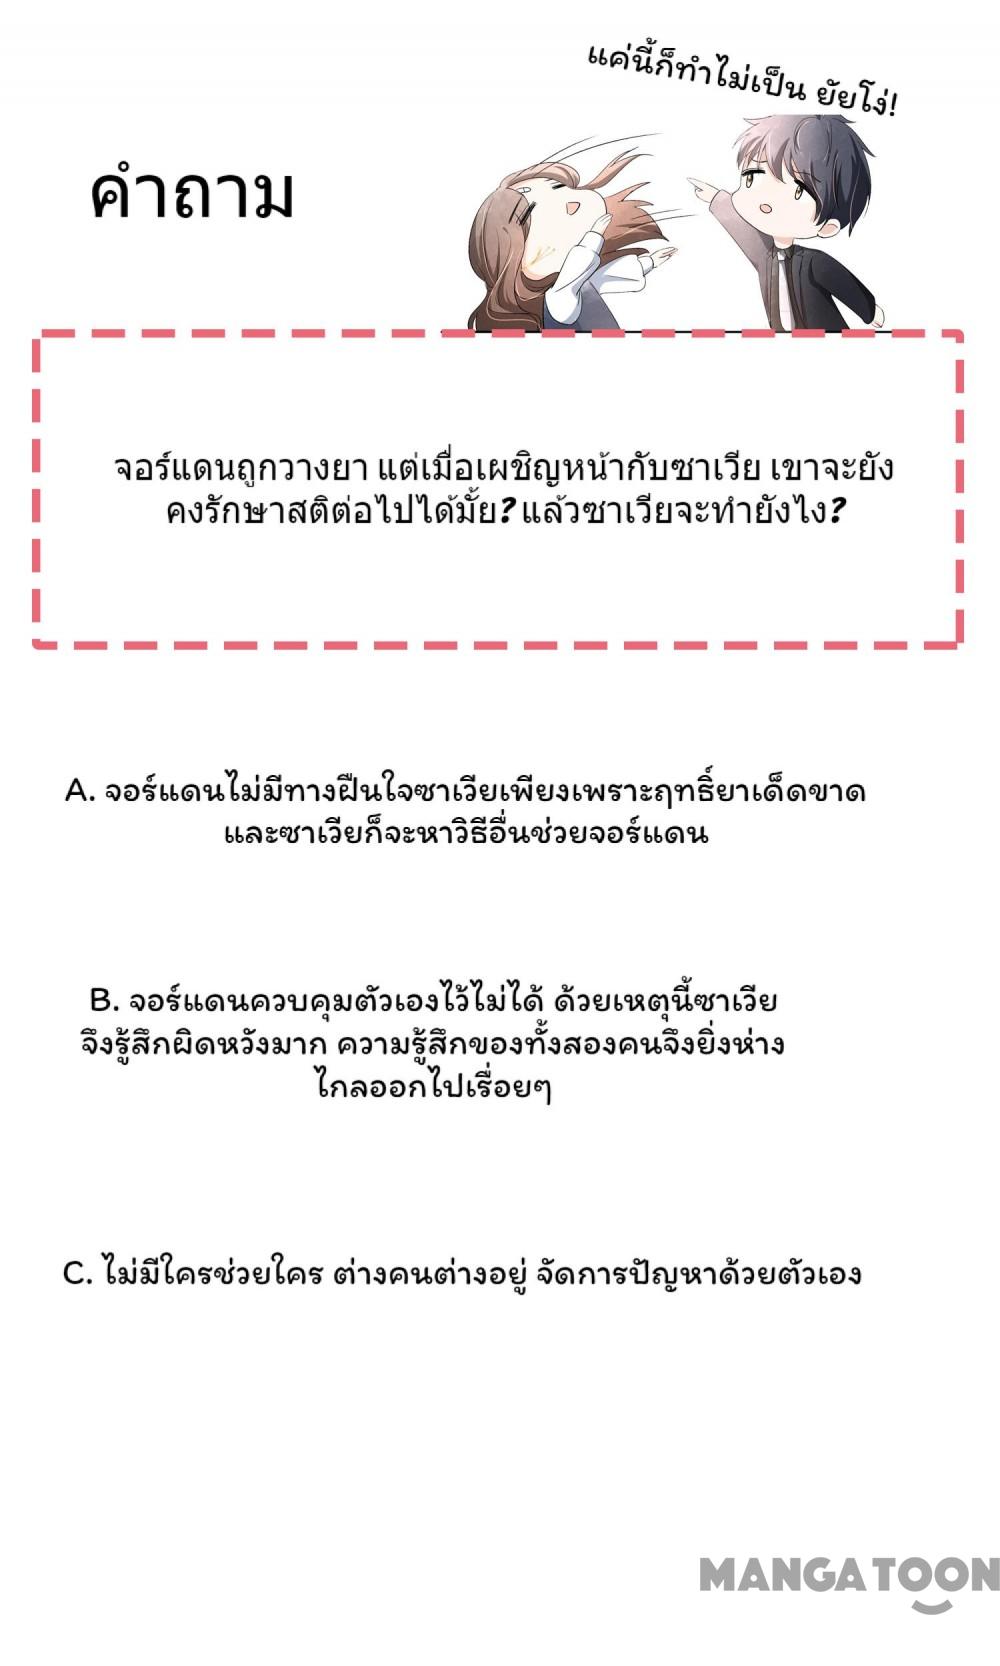 แค่นี้ก็ทำไม่เป็น ยัยโง่!
คำถาม
จอร์แดนถูกวางยา แต่เมื่อเผชิญหน้ากับซาเวีย เขาจะยัง
คงรักษาสติต่อไปได้มั้ย? แล้วซาเวียจะทำยังไง?
A. จอร์แดนไม่มีทางฝืนใจซาเวียเพียงเพราะฤทธิ์ยาเด็ดขาด
และซาเวียก็จะหาวิธีอื่นช่วยจอร์แดน
B. จอร์แดนควบคุมตัวเองไว้ไม่ได้ ด้วยเหตุนี้ซาเวีย
จึงรู้สึกผิดหวังมาก ความรู้สึกของทั้งสองคนจึงยิ่งห่าง
ไกลออกไปเรื่อยๆ
C. ไม่มีใครช่วยใคร ต่างคนต่างอยู่ จัดการปัญหาด้วยตัวเอง
MANGATOON